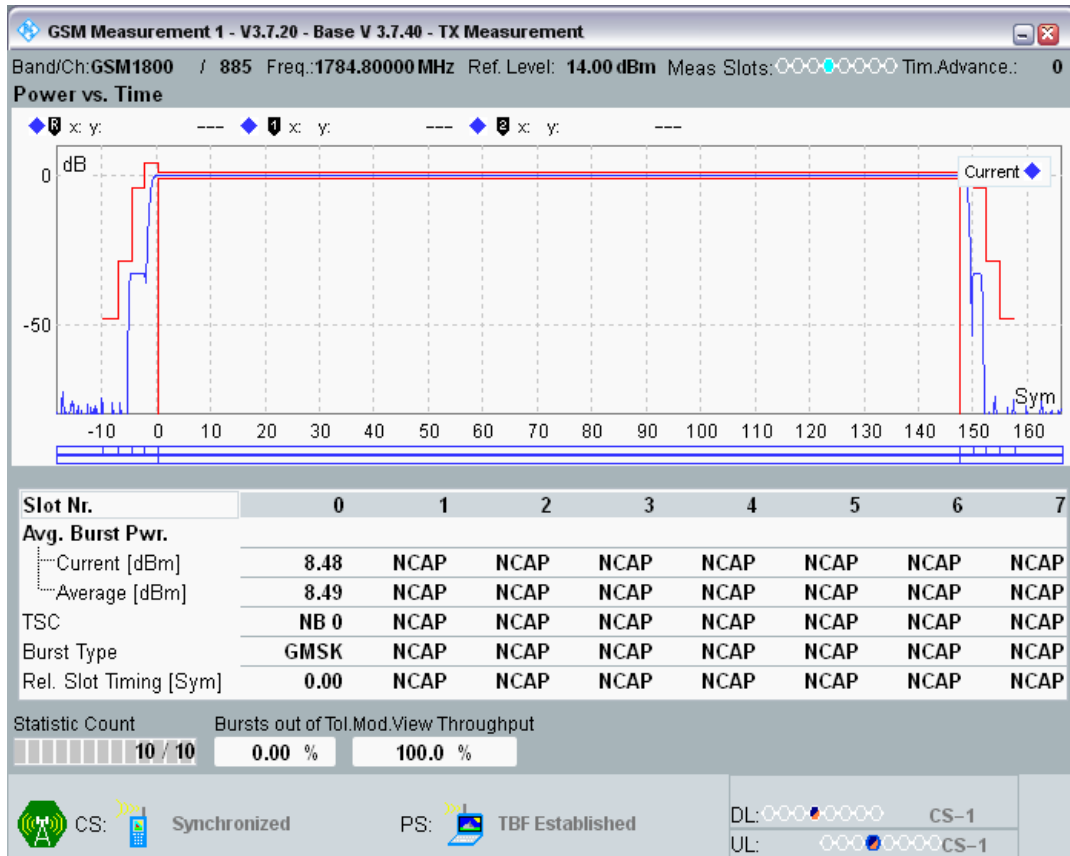 GSM Measurement 1 - V3.7.20 - Base V 3.7.40 - TX Measurement
Band/Ch:GSM1800 / 885 Freq.:1784.80000 MHz Ref. Level: 14.00 dBm Meas Slots: Tim.Advance.: 0
Power vs. Time
R x: y: --- 1 x: y: --- 2 x: y: ---
dB
Current
0
-50
Sym
-10 0 10 20 30 40 50 60 70 80 90 100 110 120 130 140 150 160
Slot Nr. 0 1 2 3 4 5 6 7
Avg. Burst Pwr.
Current [dBm] 8.48 NCAP NCAP NCAP NCAP NCAP NCAP NCAP
Average [dBm] 8.49 NCAP NCAP NCAP NCAP NCAP NCAP NCAP
TSC NB 0 NCAP NCAP NCAP NCAP NCAP NCAP NCAP
Burst Type GMSK NCAP NCAP NCAP NCAP NCAP NCAP NCAP
Rel. Slot Timing [Sym] 0.00 NCAP NCAP NCAP NCAP NCAP NCAP NCAP
Statistic Count Bursts out of Tol. Mod.View Throughput
10 / 10 0.00 % 100.0 %
CS: Synchronized PS: TBF Established
DL: CS-1
UL: CS-1